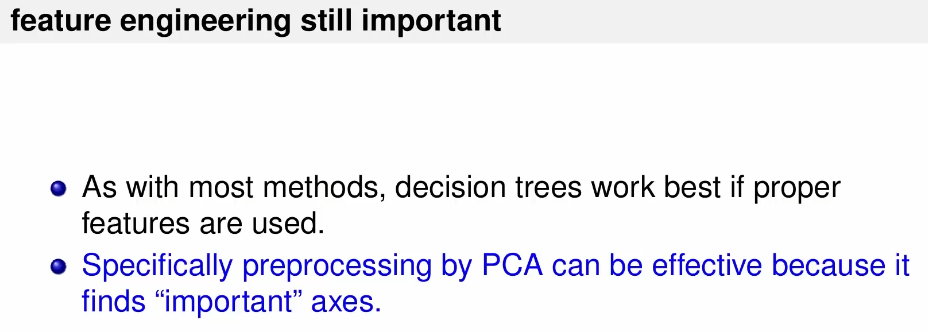 feature engineering still important
As with most methods, decision trees work best if proper
features are used.
Specifically preprocessing by PCA can be effective because it
finds “important” axes.